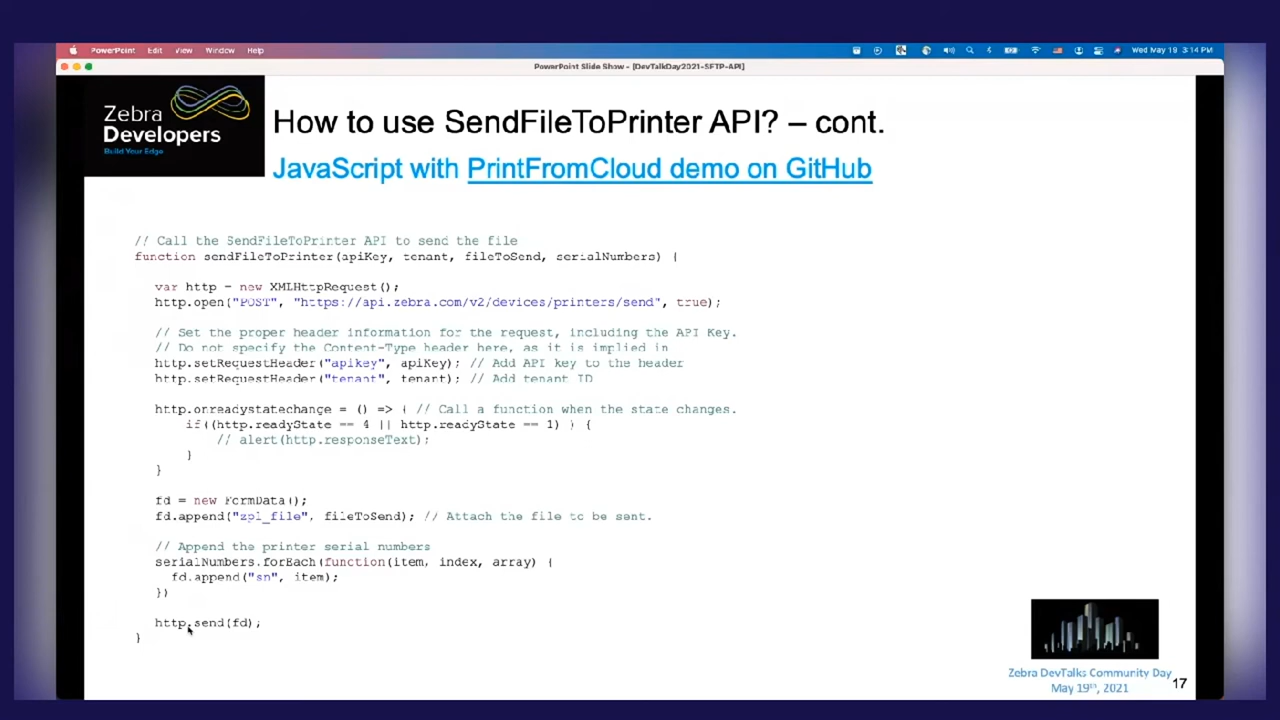 PowerPoint Edit View Window Help
Wed May 19 3:14 PM
PowerPoint Slide Show - [DevTalkDay2021-SFTP-API]
Zebra
Developers
Build Your Edge
How to use SendFileToPrinter API? – cont.
JavaScript with PrintFromCloud demo on GitHub
// Call the SendFileToPrinter API to send the file
function sendFileToPrinter(apiKey, tenant, fileToSend, serialNumbers) {
var http = new XMLHttpRequest();
http.open("POST", "https://api.zebra.com/v2/devices/printers/send", true);
// Set the proper header information for the request, including the API Key.
// Do not specify the Content-Type header here, as it is implied in
http.setRequestHeader("apikey", apiKey); // Add API key to the header
http.setRequestHeader("tenant", tenant); // Add tenant ID
http.onreadystatechange = () => { // Call a function when the state changes.
if((http.readyState == 4 || http.readyState == 1) ) {
// alert(http.responseText);
}
}
fd = new FormData();
fd.append("zpl_file", fileToSend); // Attach the file to be sent.
// Append the printer serial numbers
serialNumbers.forEach(function(item, index, array) {
fd.append("sn", item);
})
http.send(fd);
}
Zebra DevTalks Community Day
May 19th, 2021
17